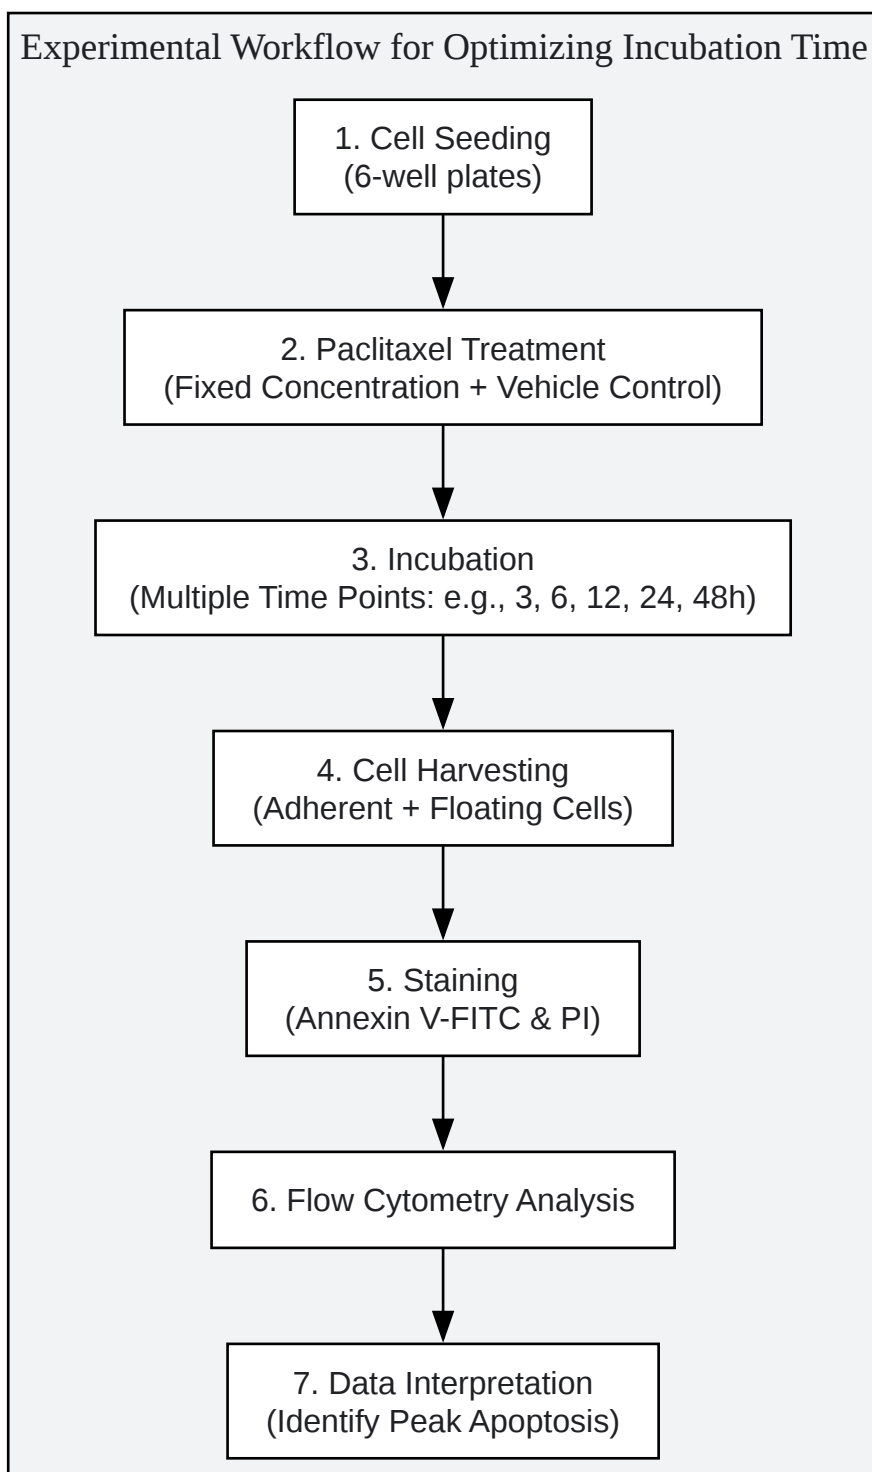 Experimental Workflow for Optimizing Incubation Time
1. Cell Seeding
(6-well plates)
2. Paclitaxel Treatment
(Fixed Concentration + Vehicle Control)
3. Incubation
(Multiple Time Points: e.g., 3, 6, 12, 24, 48h)
4. Cell Harvesting
(Adherent + Floating Cells)
5. Staining
(Annexin V-FITC & PI)
6. Flow Cytometry Analysis
7. Data Interpretation
(Identify Peak Apoptosis)